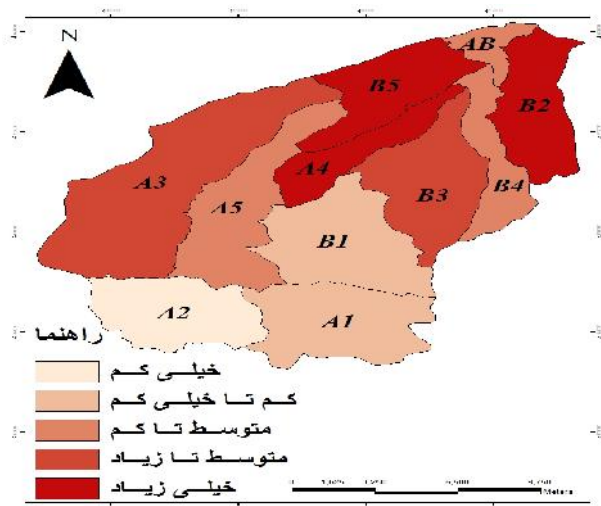 N
AB
B5
B2
A4
A3
B3
B4
A5
B1
A2
A1
راهنما
خیلی کم
کم تا خیلی کم
متوسط تا کم
متوسط تا زیاد
خیلی زیاد
Meters